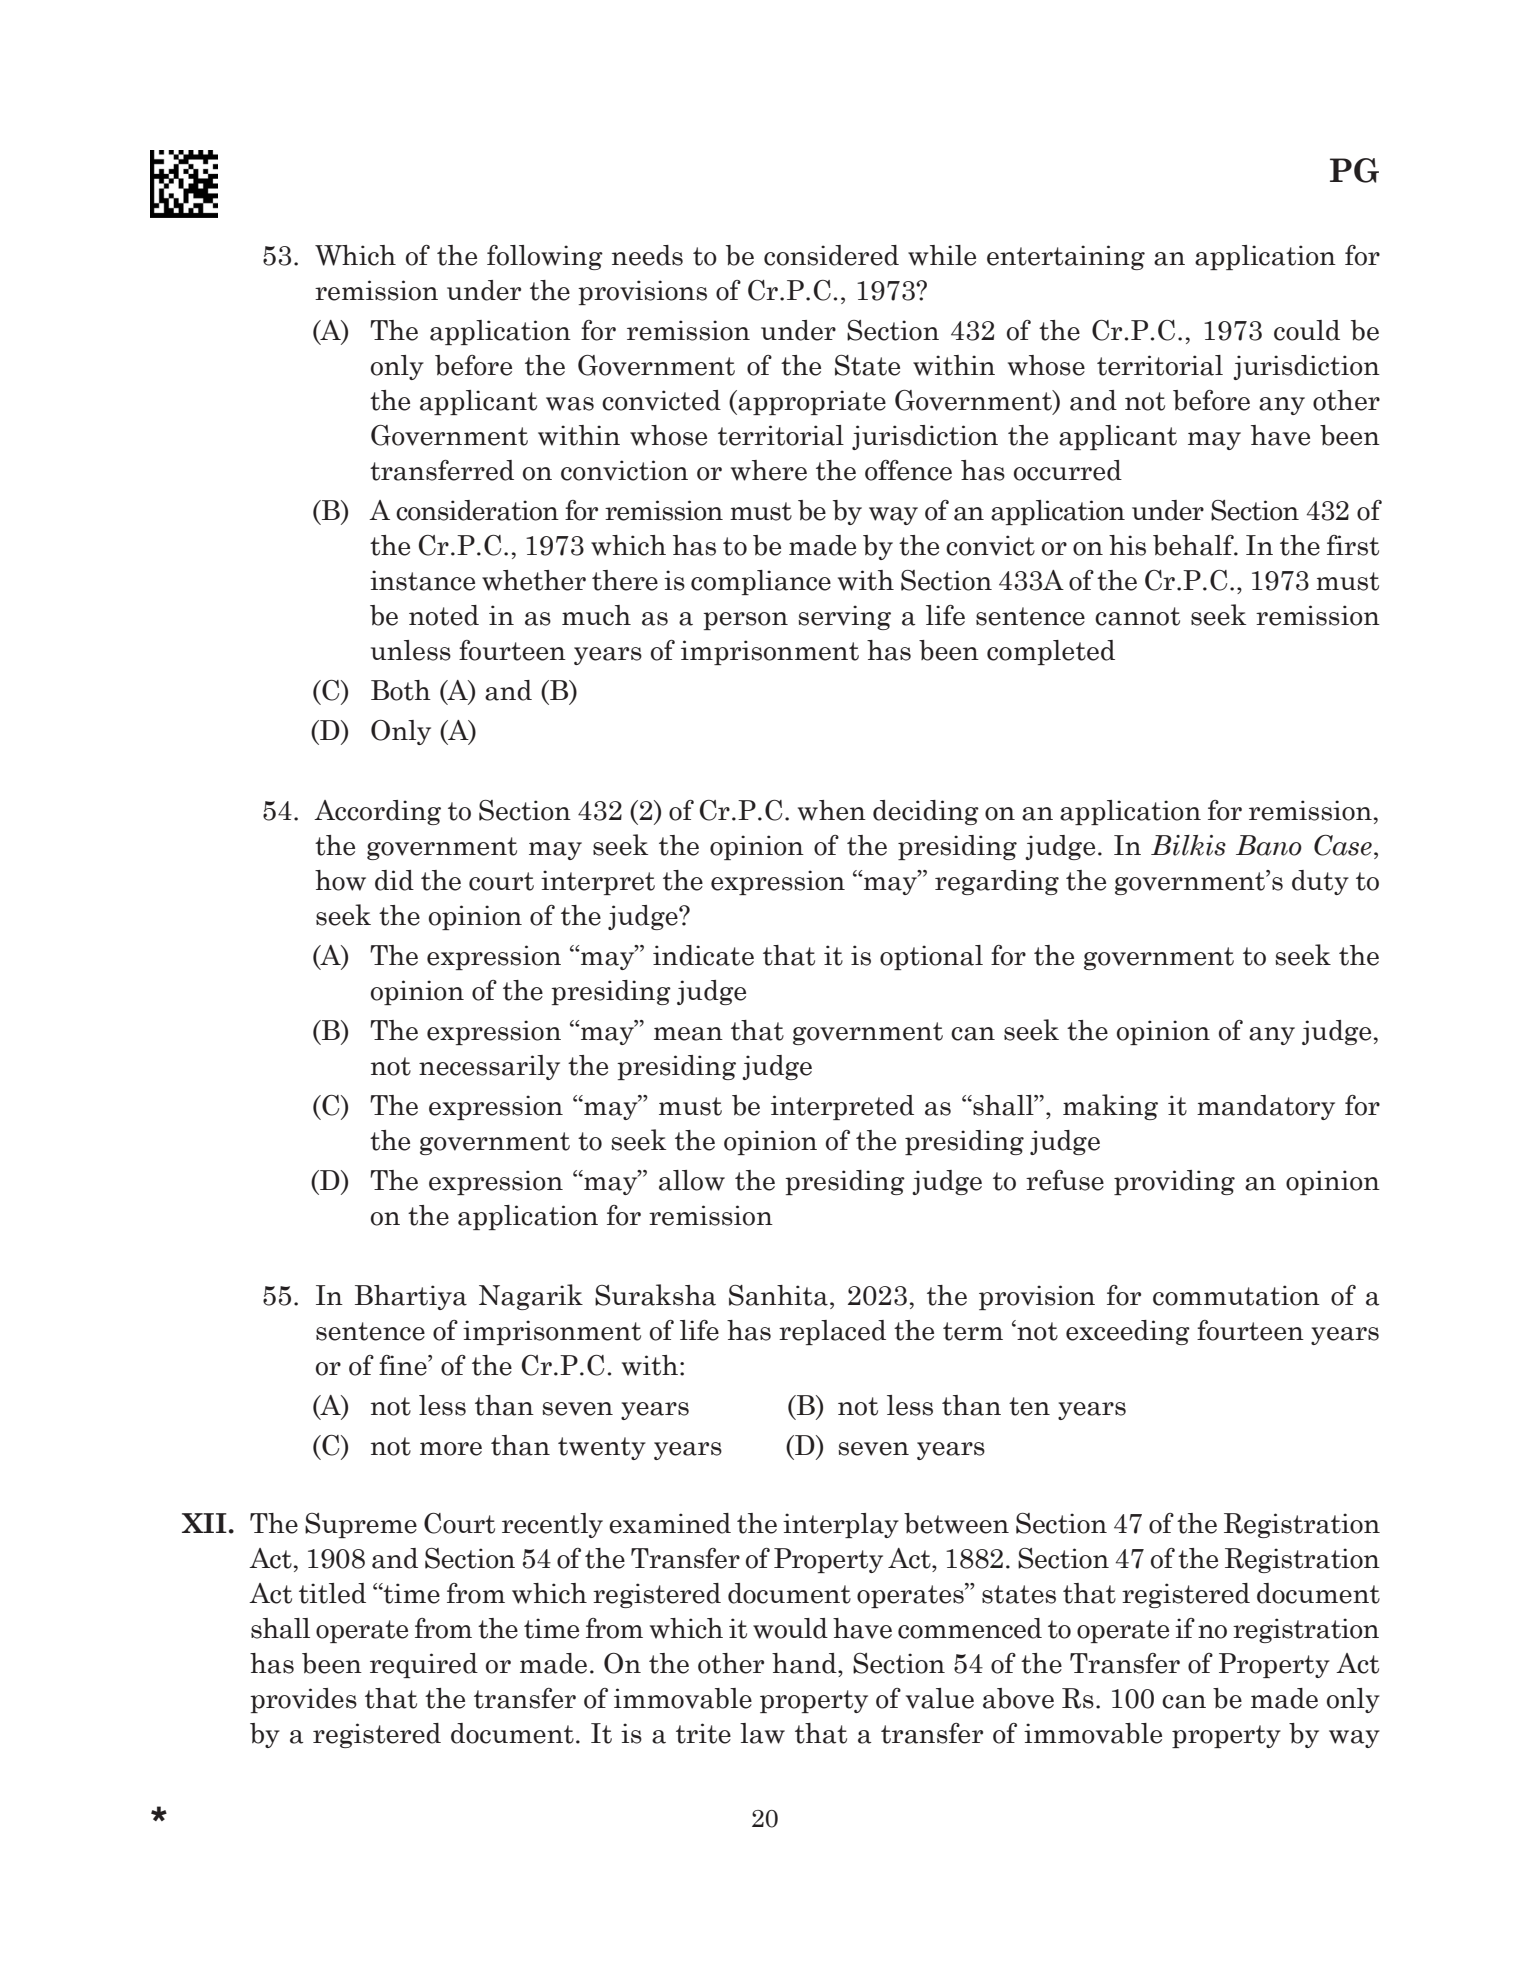 PG
53. Which of the following needs to be considered while entertaining an application for
remission under the provisions of Cr.P.C., 1973?
(A) The application for remission under Section 432 of the Cr.P.C., 1973 could be
only before the Government of the State within whose territorial jurisdiction
the applicant was convicted (appropriate Government) and not before any other
Government within whose territorial jurisdiction the applicant may have been
transferred on conviction or where the offence has occurred
(B) A consideration for remission must be by way of an application under Section 432 of
the Cr.P.C., 1973 which has to be made by the convict or on his behalf. In the first
instance whether there is compliance with Section 433A of the Cr.P.C., 1973 must
be noted in as much as a person serving a life sentence cannot seek remission
unless fourteen years of imprisonment has been completed
(C) Both (A) and (B)
(D) Only (A)
54. According to Section 432 (2) of Cr.P.C. when deciding on an application for remission,
the government may seek the opinion of the presiding judge. In Bilkis Bano Case,
how did the court interpret the expression “may” regarding the government’s duty to
seek the opinion of the judge?
(A) The expression “may” indicate that it is optional for the government to seek the
opinion of the presiding judge
(B) The expression “may” mean that government can seek the opinion of any judge,
not necessarily the presiding judge
(C) The expression “may” must be interpreted as “shall”, making it mandatory for
the government to seek the opinion of the presiding judge
(D) The expression “may” allow the presiding judge to refuse providing an opinion
on the application for remission
55. In Bhartiya Nagarik Suraksha Sanhita, 2023, the provision for commutation of a
sentence of imprisonment of life has replaced the term ‘not exceeding fourteen years
or of fine’ of the Cr.P.C. with:
(A) not less than seven years (B) not less than ten years
(C) not more than twenty years (D) seven years
XII. The Supreme Court recently examined the interplay between Section 47 of the Registration
Act, 1908 and Section 54 of the Transfer of Property Act, 1882. Section 47 of the Registration
Act titled “time from which registered document operates” states that registered document
shall operate from the time from which it would have commenced to operate if no registration
has been required or made. On the other hand, Section 54 of the Transfer of Property Act
provides that the transfer of immovable property of value above Rs. 100 can be made only
by a registered document. It is a trite law that a transfer of immovable property by way
* 20